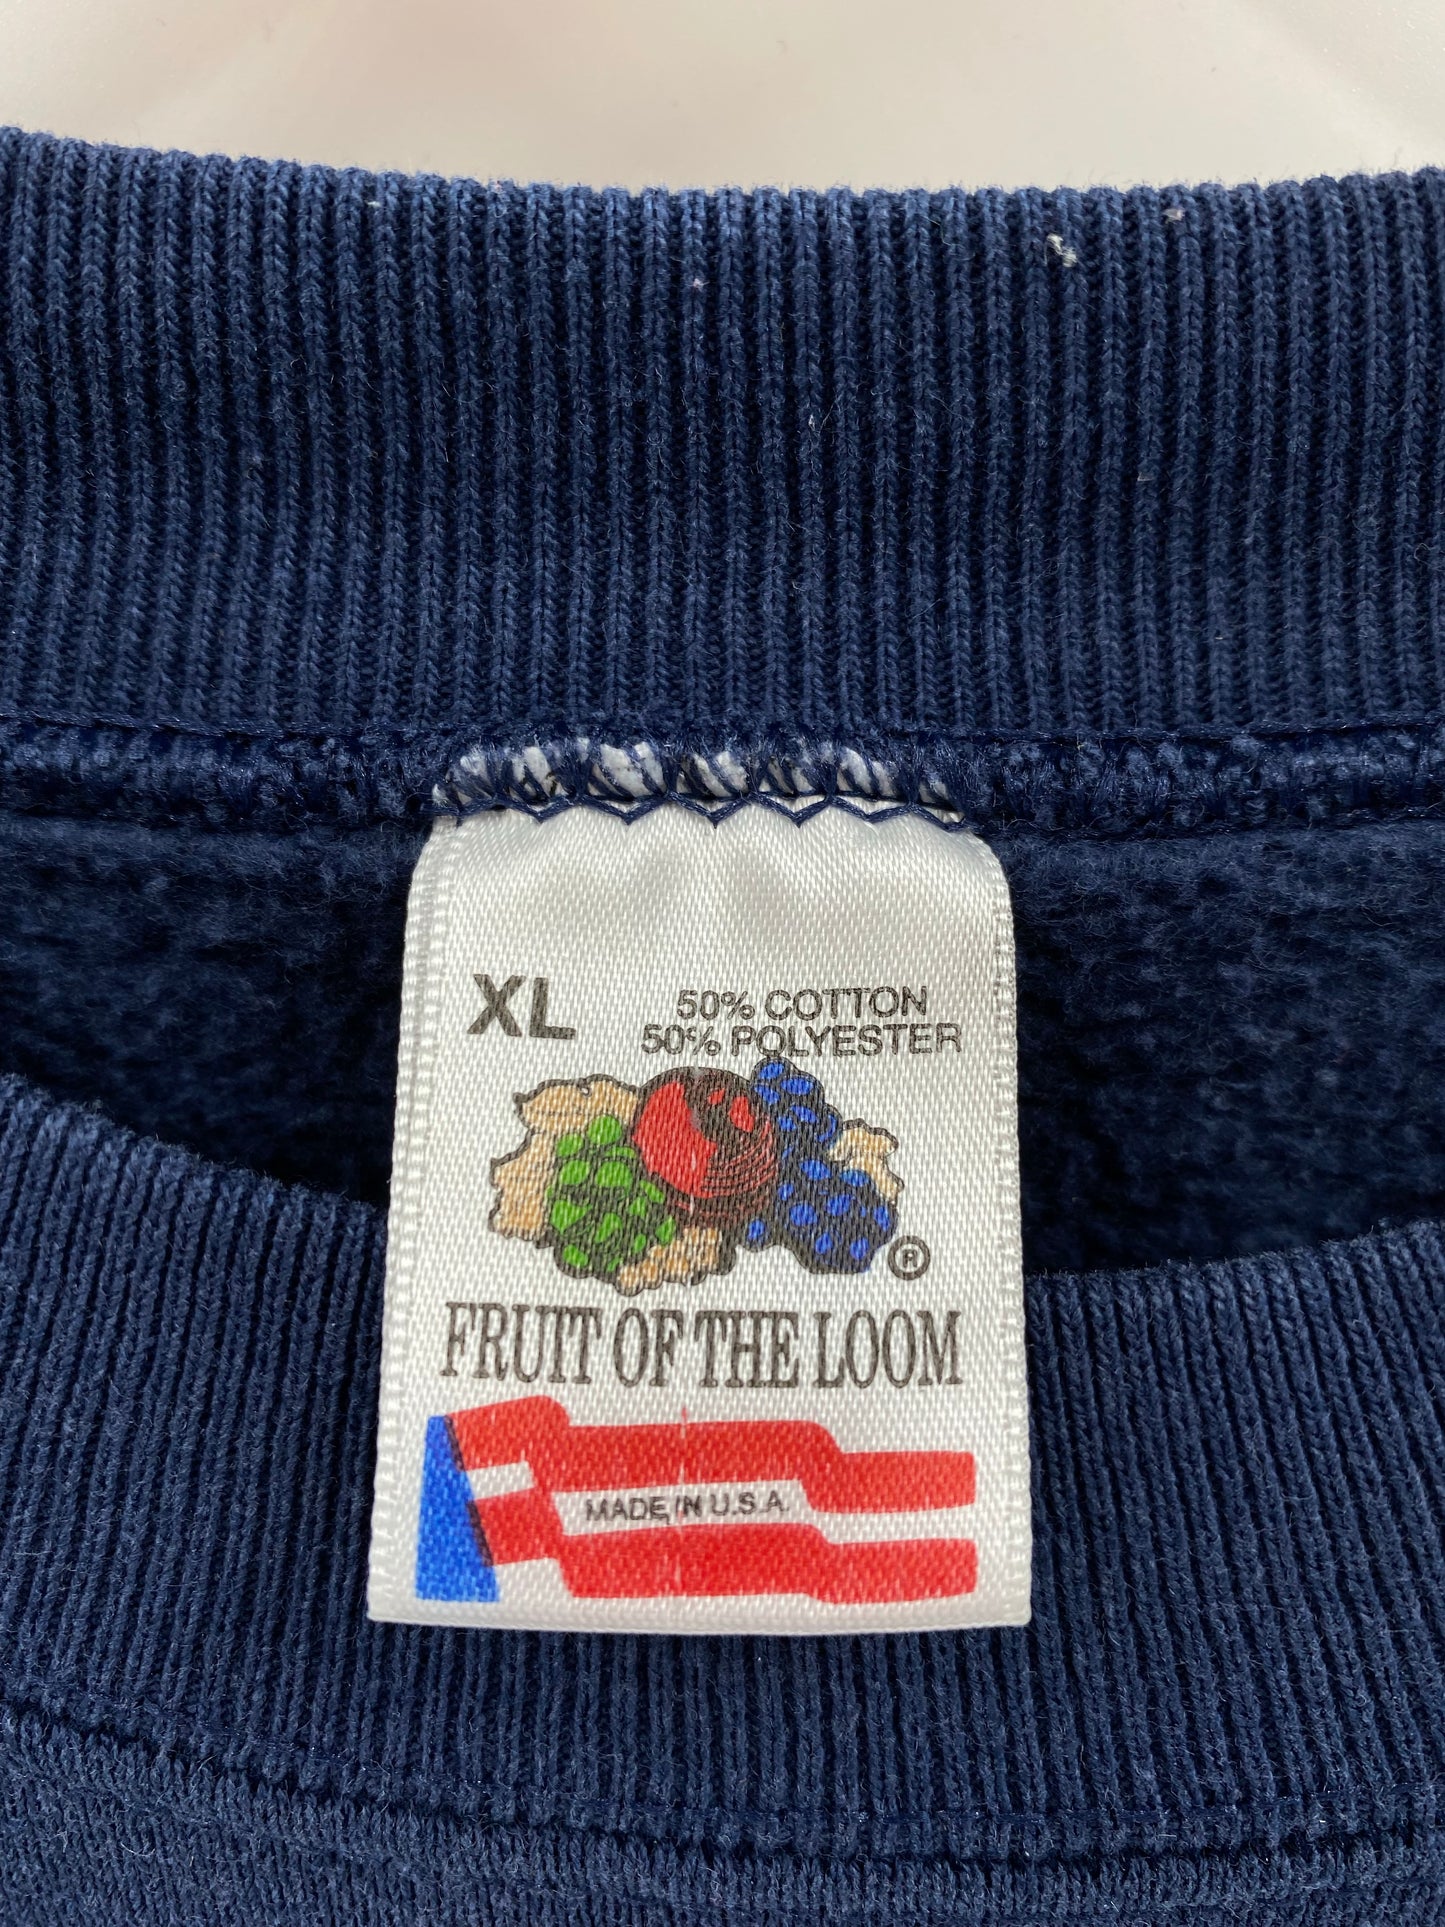 XL
50% COTTON
50% POLYESTER
®
FRUIT OF THE LOOM
MADE IN U.S.A.